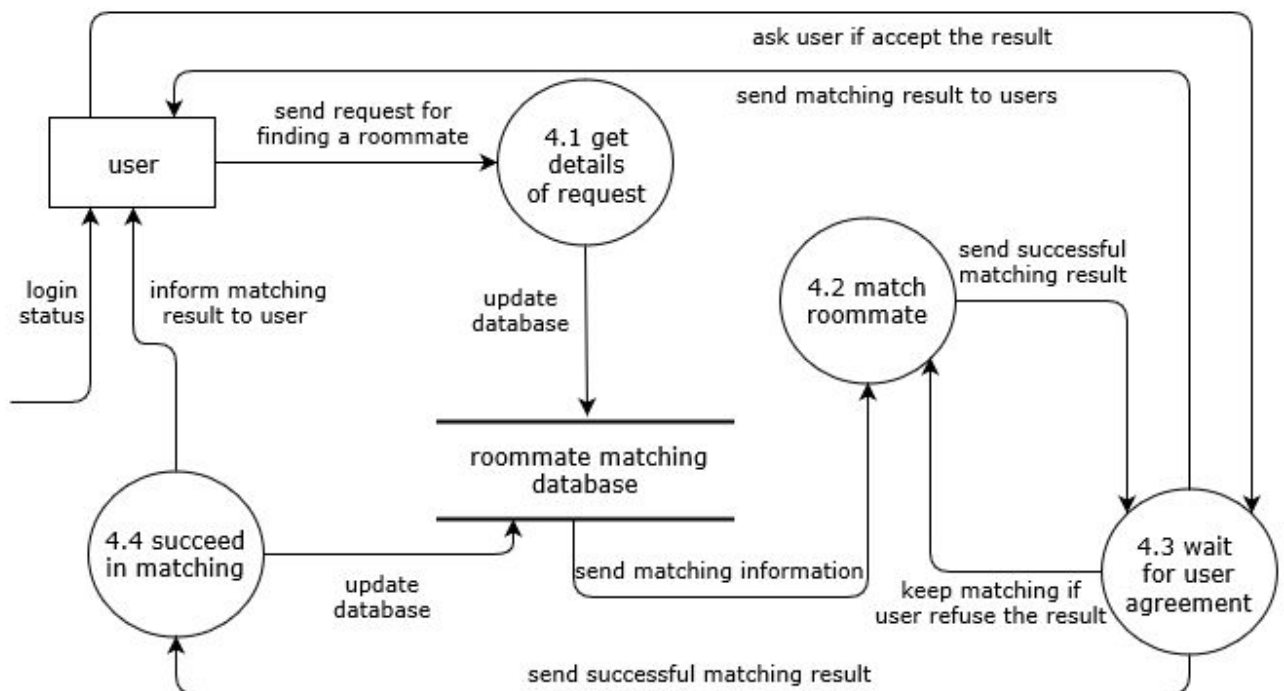 ask user if accept the result
send matching result to users
send request for
finding a roommate
user
4.1 get
details
of request
login
status
inform matching
result to user
update
database
4.2 match
roommate
send successful
matching result
roommate matching
database
4.4 succeed
in matching
update
database
send matching information
keep matching if
user refuse the result
4.3 wait
for user
agreement
send successful matching result